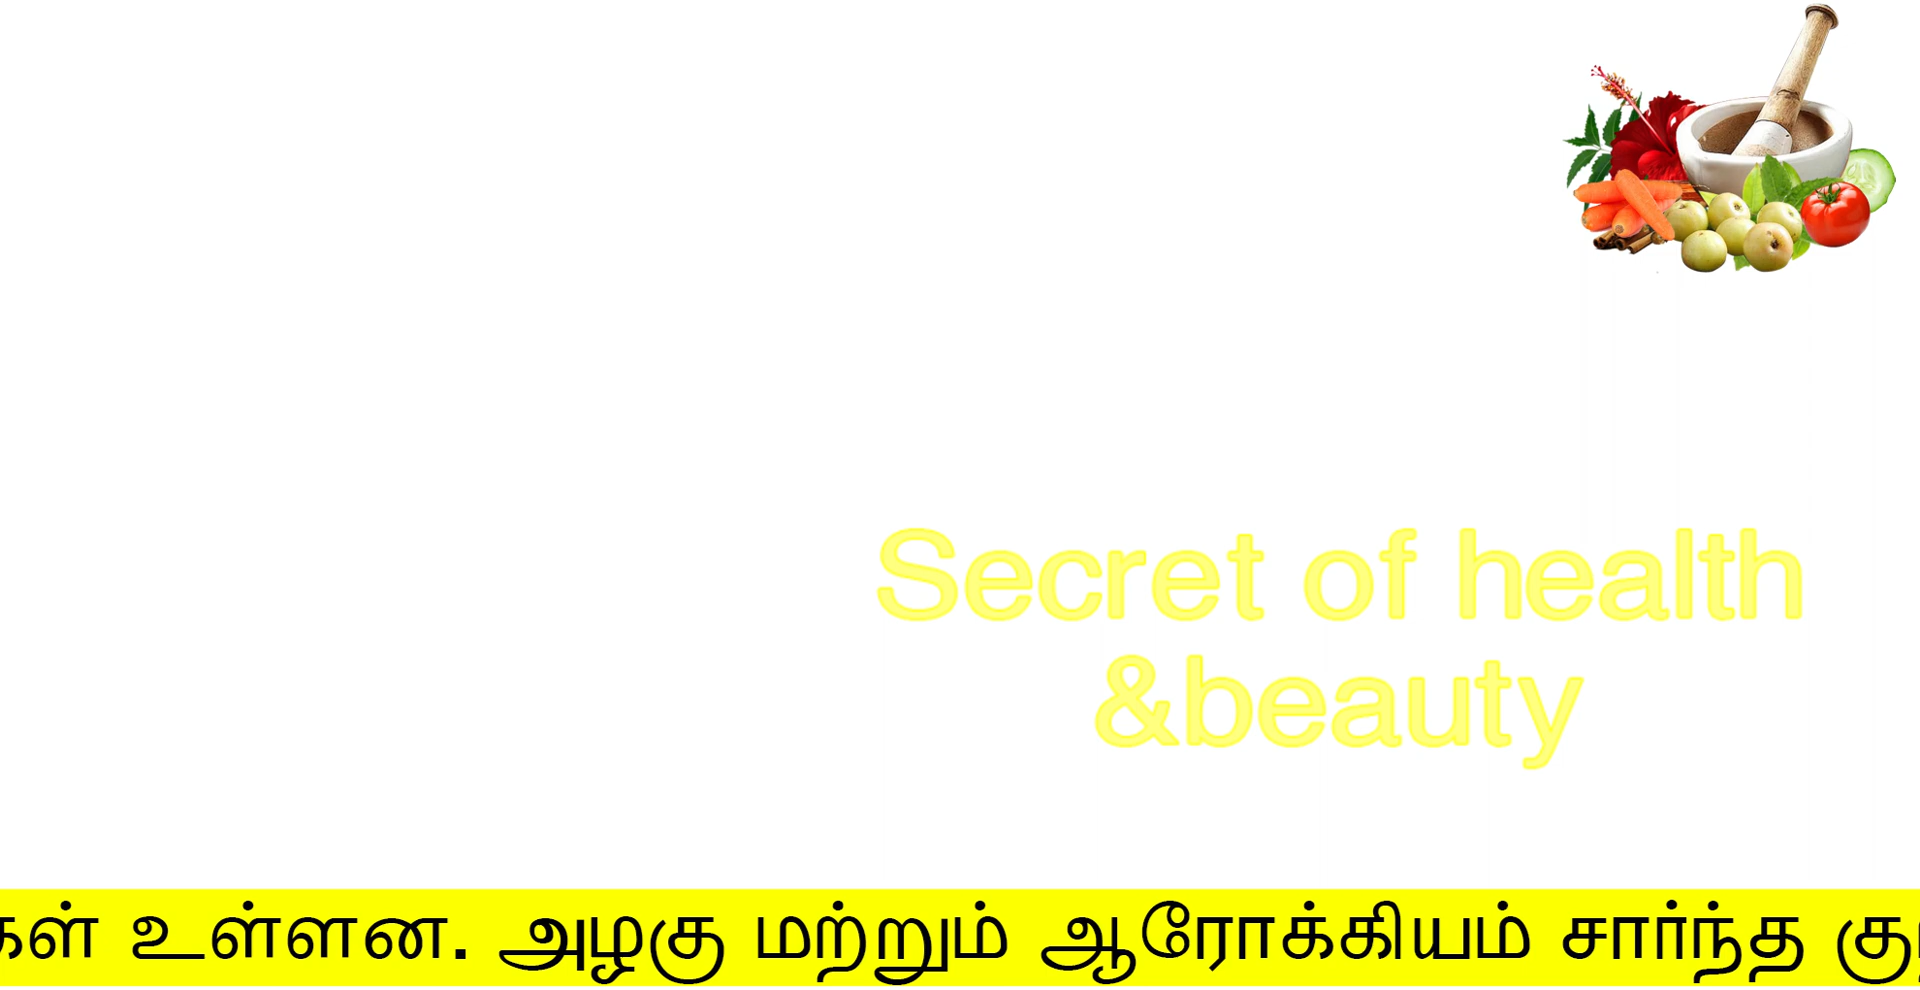 Secret of health
&beauty
கள் உள்ளன. அழகு மற்றும் ஆரோக்கியம் சார்ந்த